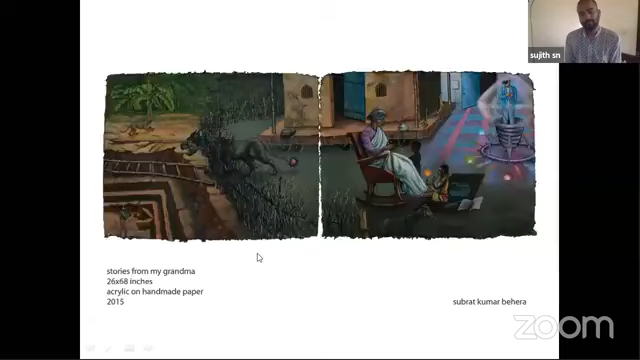 sujith sn
stories from my grandma
26x68 inches
acrylic on handmade paper
2015
subrat kumar behera
zoom